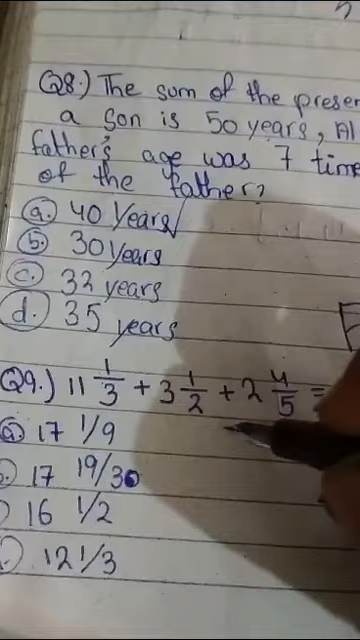 Q8.) The sum of the presen
a son is 50 years, Al
father's age was 7 time
of the father?
a. 40 Years
b. 30 years
c. 33 years
d. 35 years
Q9.) 11 1/3 + 3 1/2 + 2 4/5 =
a) 17 1/9
17 19/30
16 1/2
12 1/3